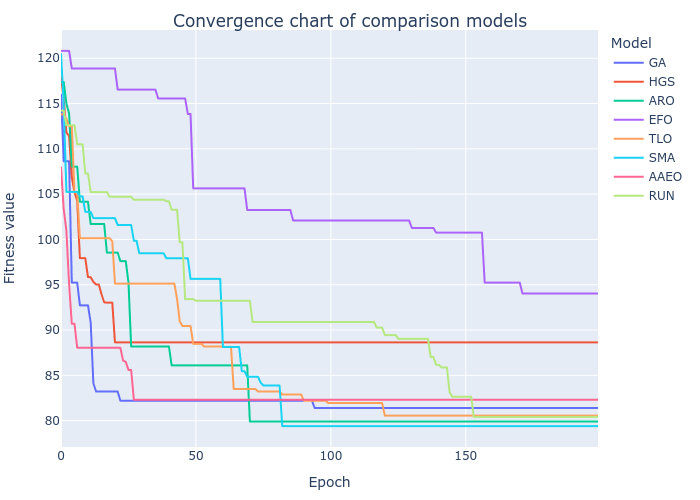 Convergence chart of comparison models
Model
GA
HGS
ARO
EFO
TLO
SMA
AAEO
RUN
Fitness value
120
115
110
105
100
95
90
85
80
0
50
100
150
Epoch